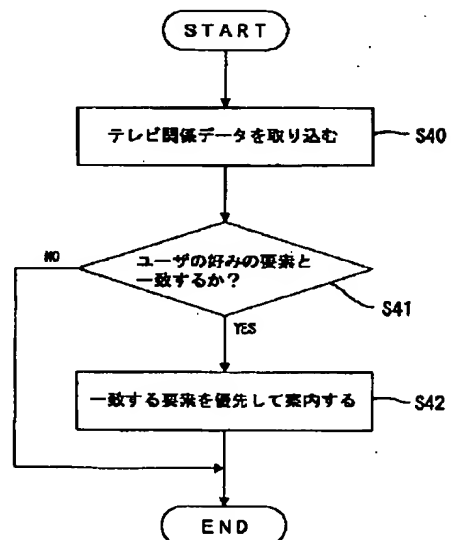 START
テレビ関係データを取り込む
S40
NO
ユーザの好みの要素と
一致するか?
S41
YES
一致する要素を優先して案内する
S42
END